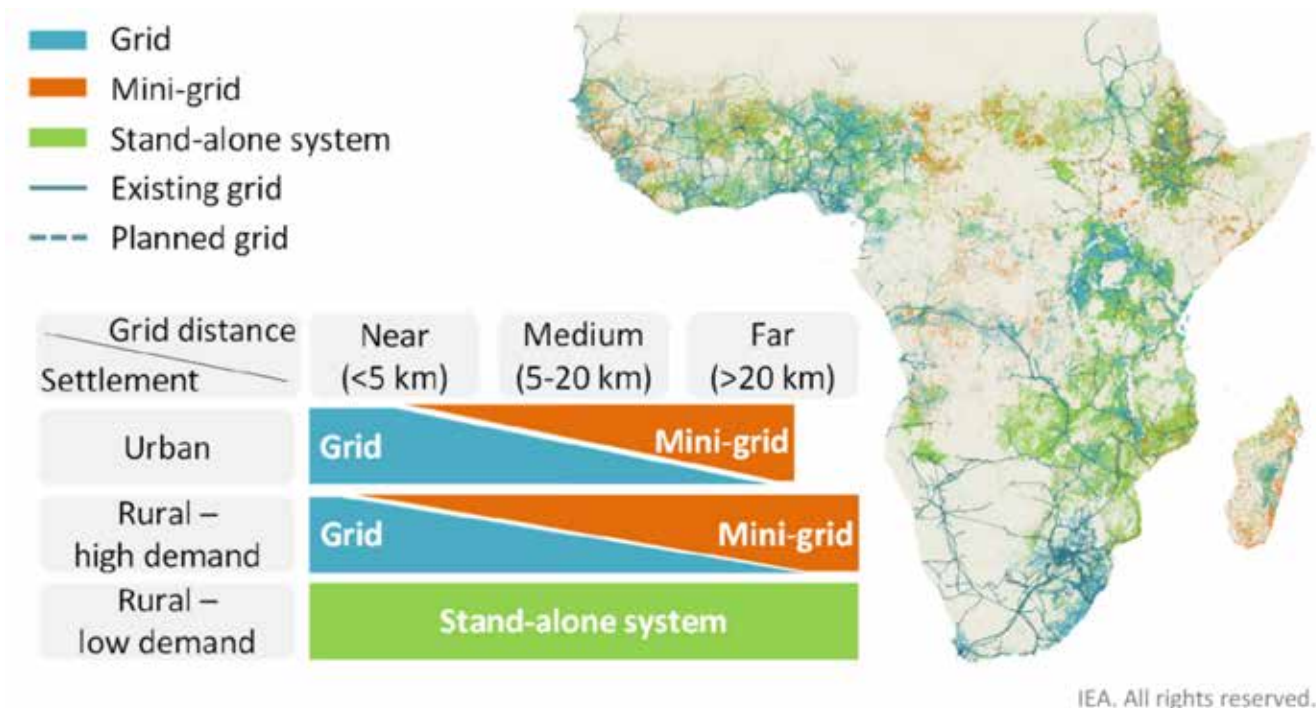 Grid
Mini-grid
Stand-alone system
Existing grid
Planned grid
Grid distance
Settlement
Near
(<5 km)
Medium
(5-20 km)
Far
(>20 km)
Urban
Grid
Mini-grid
Rural –
high demand
Grid
Mini-grid
Rural –
low demand
Stand-alone system
IEA. All rights reserved.